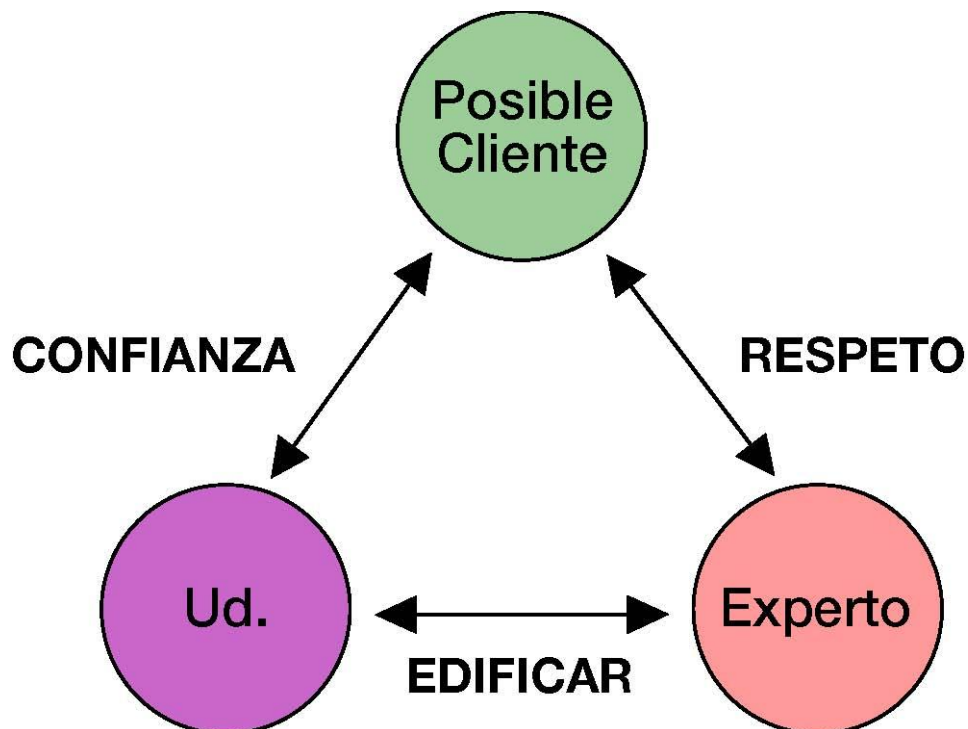 Posible
Cliente
CONFIANZA
RESPETO
Ud.
Experto
EDIFICAR